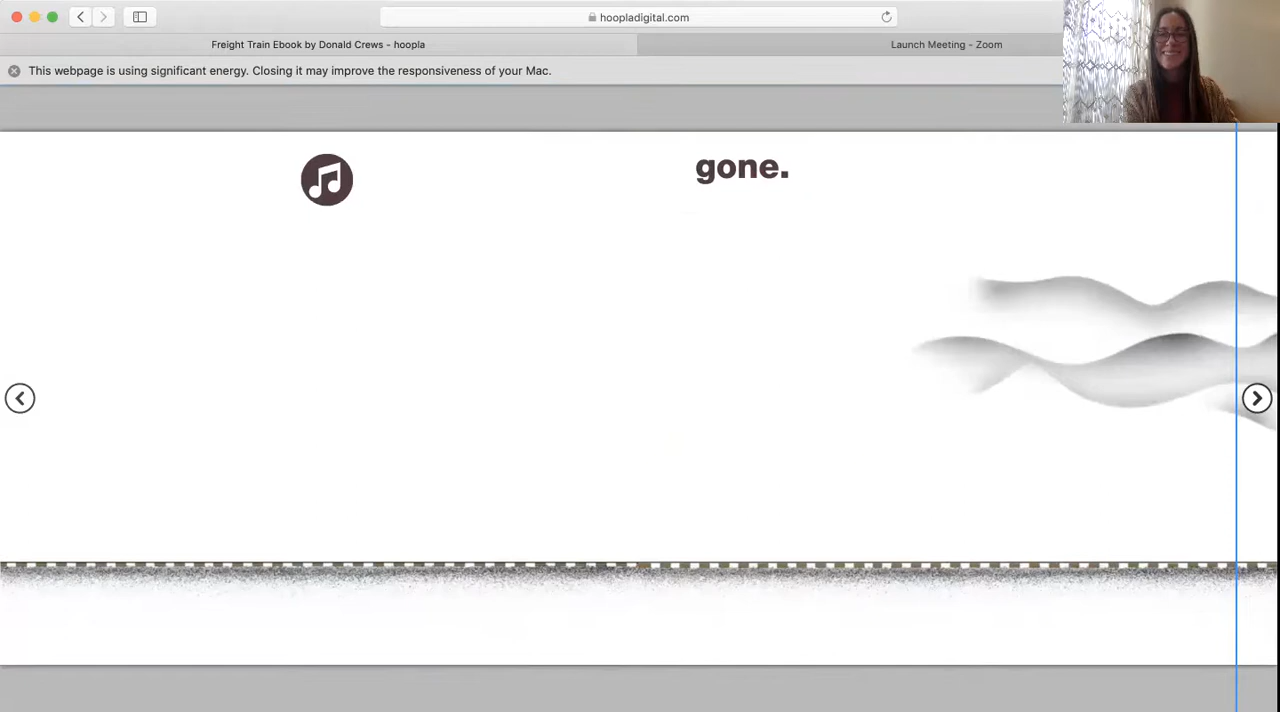 hoopladigital.com
Freight Train Ebook by Donald Crews - hoopla
Launch Meeting - Zoom
This webpage is using significant energy. Closing it may improve the responsiveness of your Mac.
gone.